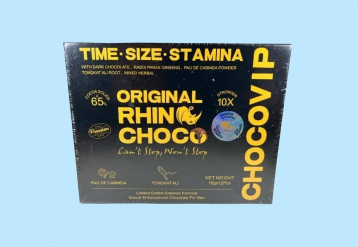 TIME·SIZE·STAMINA
WITH DARK CHOCOLATE, RADIX PANAX GINSENG, PAU DE CABINDA POWDER
TONGKAT ALI ROOT, MIXED HERBAL
COCOA SOLIDS
65%
Premium
ORIGINAL
RHINO
CHOCO
Can't Stop, Won't Stop
STRONGER
10X
CHOCOVIP
PAU DE CABINDA
TONGKAT ALI
NET WEIGHT
Limited Edition Exclusive Formula
Sexual Enhancement Chocolate For Men